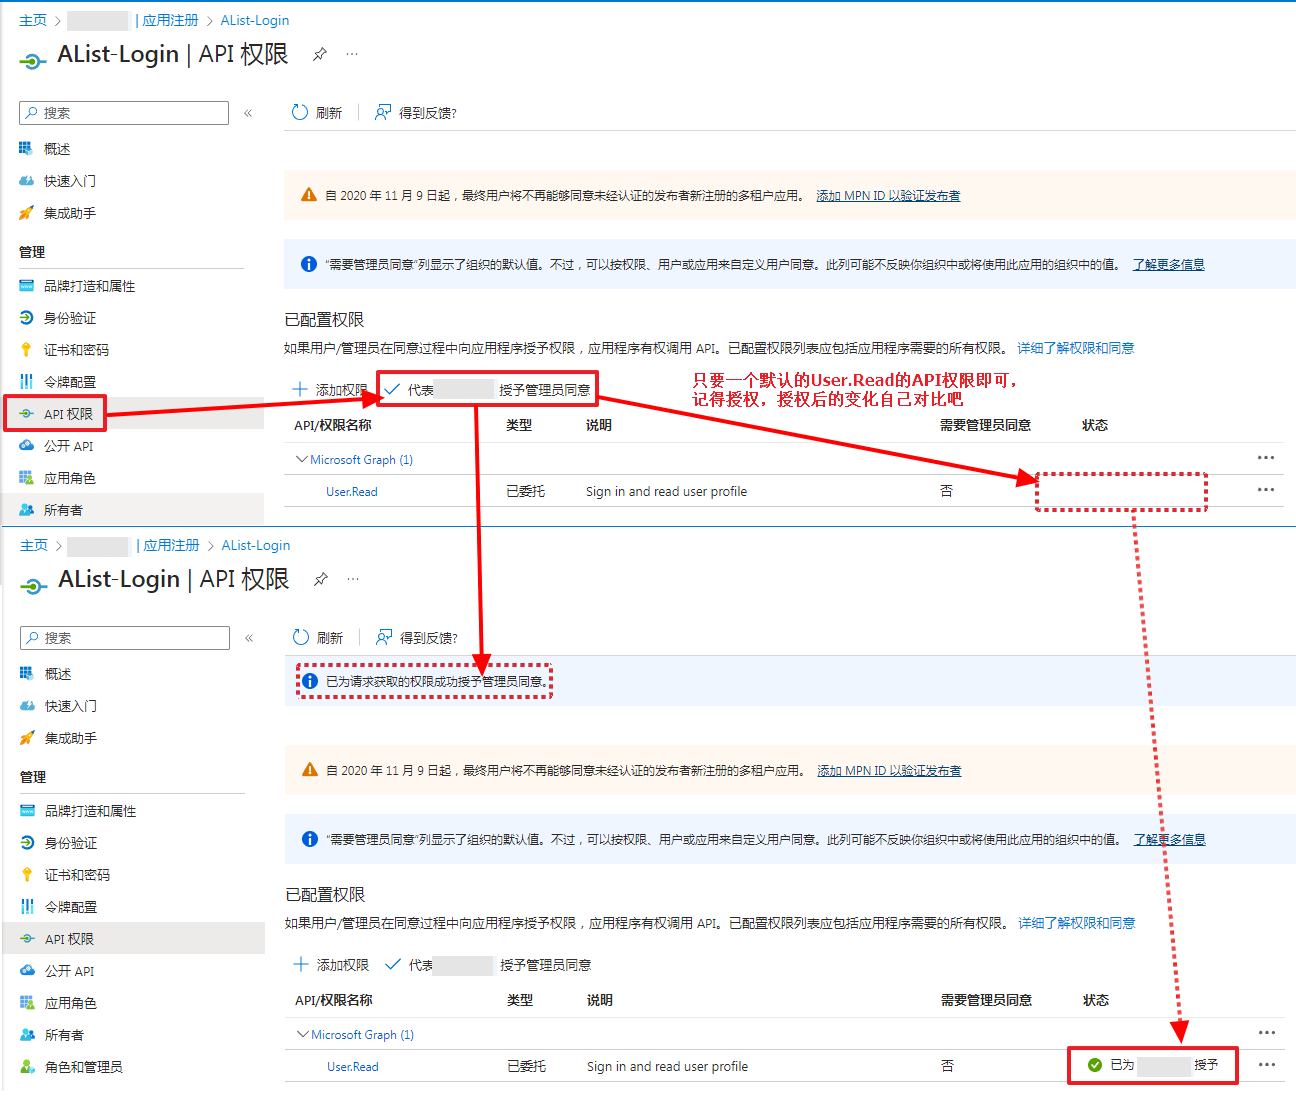 主页 > | 应用注册 > AList-Login
AList-Login | API 权限
搜索
刷新
得到反馈?
概述
快速入门
集成助手
自 2020 年 11 月 9 日起，最终用户将不再能够同意未经认证的发布者新注册的多租户应用。 添加 MPN ID 以验证发布者
管理
“需要管理员同意”列显示了组织的默认值。不过，可以按权限、用户或应用来自定义用户同意。此列可能不反映你组织中或将使用此应用的组织中的值。 了解更多信息
品牌打造和属性
身份验证
证书和密码
令牌配置
API 权限
公开 API
应用角色
所有者
已配置权限
如果用户/管理员在同意过程中向应用程序授予权限，应用程序有权调用 API。已配置权限列表应包括应用程序需要的所有权限。 详细了解权限和同意
添加权限
代表 授予管理员同意
只要一个默认的User.Read的API权限即可，
记得授权，授权后的变化自己对比吧
API/权限名称 类型 说明 需要管理员同意 状态
Microsoft Graph (1)
User.Read 已委托 Sign in and read user profile 否
主页 > | 应用注册 > AList-Login
AList-Login | API 权限
搜索
刷新
得到反馈?
已为请求获取的权限成功授予管理员同意。
概述
快速入门
集成助手
自 2020 年 11 月 9 日起，最终用户将不再能够同意未经认证的发布者新注册的多租户应用。 添加 MPN ID 以验证发布者
管理
“需要管理员同意”列显示了组织的默认值。不过，可以按权限、用户或应用来自定义用户同意。此列可能不反映你组织中或将使用此应用的组织中的值。 了解更多信息
品牌打造和属性
身份验证
证书和密码
令牌配置
API 权限
公开 API
应用角色
所有者
角色和管理员
已配置权限
如果用户/管理员在同意过程中向应用程序授予权限，应用程序有权调用 API。已配置权限列表应包括应用程序需要的所有权限。 详细了解权限和同意
添加权限
代表 授予管理员同意
API/权限名称 类型 说明 需要管理员同意 状态
Microsoft Graph (1)
User.Read 已委托 Sign in and read user profile 否 已为 授予